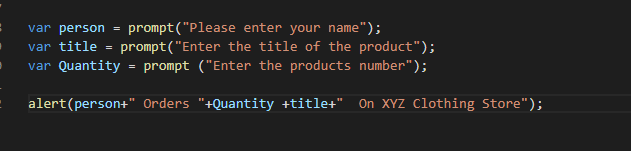 var person = prompt("Please enter your name");
var title = prompt("Enter the title of the product");
var Quantity = prompt ("Enter the products number");
alert(person+" Orders "+Quantity +title+"  On XYZ Clothing Store");